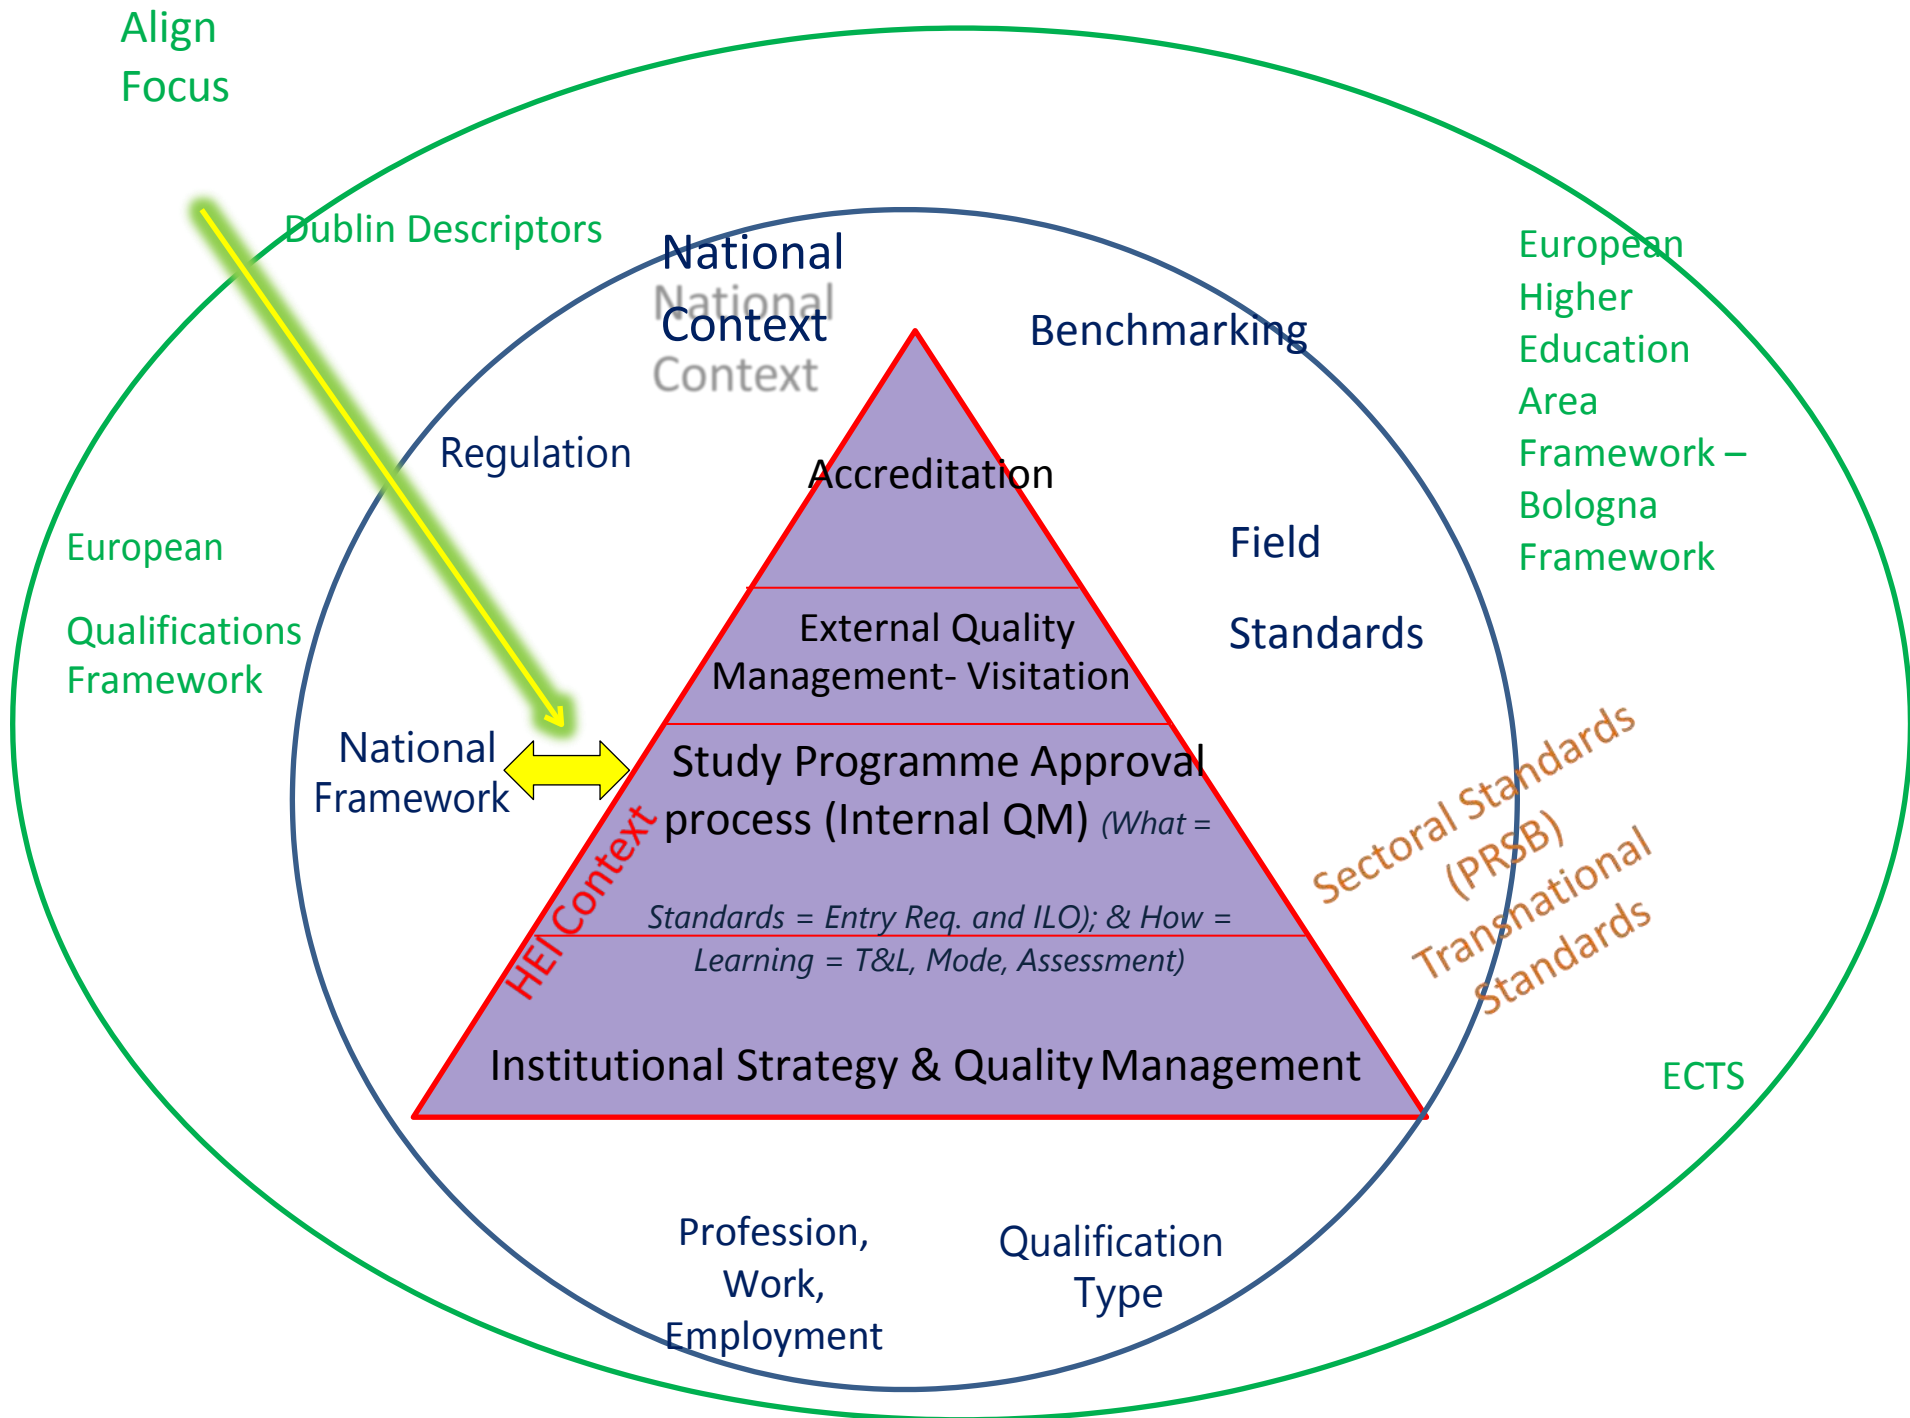 Align
Focus
Dublin Descriptors
National
Context
National
Context
Benchmarking
European
Higher
Education
Area
Framework –
Bologna
Framework
Regulation
Accreditation
European
Qualifications
Framework
Field
Standards
External Quality
Management- Visitation
National
Framework
Study Programme Approval
process (Internal QM) (What =
Standards = Entry Req. and ILO); & How =
Learning = T&L, Mode, Assessment)
HEI Context
Sectoral Standards
(PRSB)
Transnational
Standards
Institutional Strategy & Quality Management
ECTS
Profession,
Work,
Employment
Qualification
Type